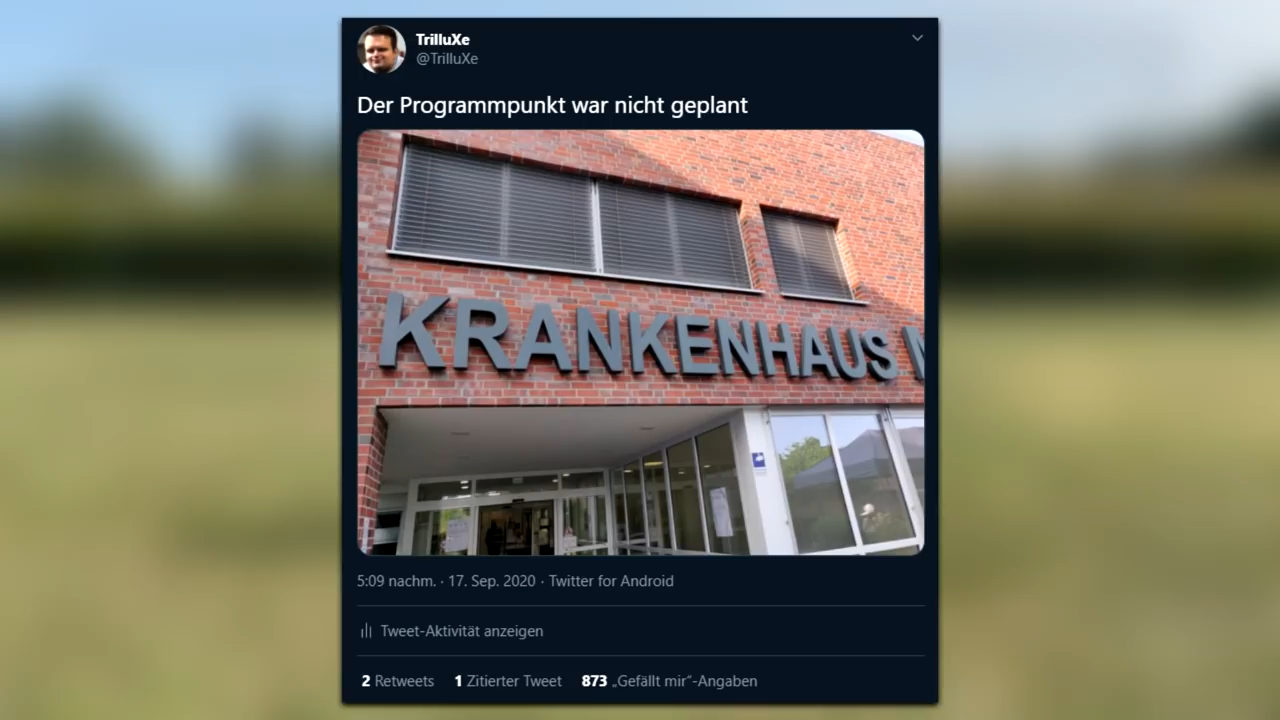 TrilluXe
@TrilluXe
Der Programmpunkt war nicht geplant
KRANKENHAUS
5:09 nachm. · 17. Sep. 2020 · Twitter for Android
Tweet-Aktivität anzeigen
2 Retweets 1 Zitierter Tweet 873 „Gefällt mir“-Angaben